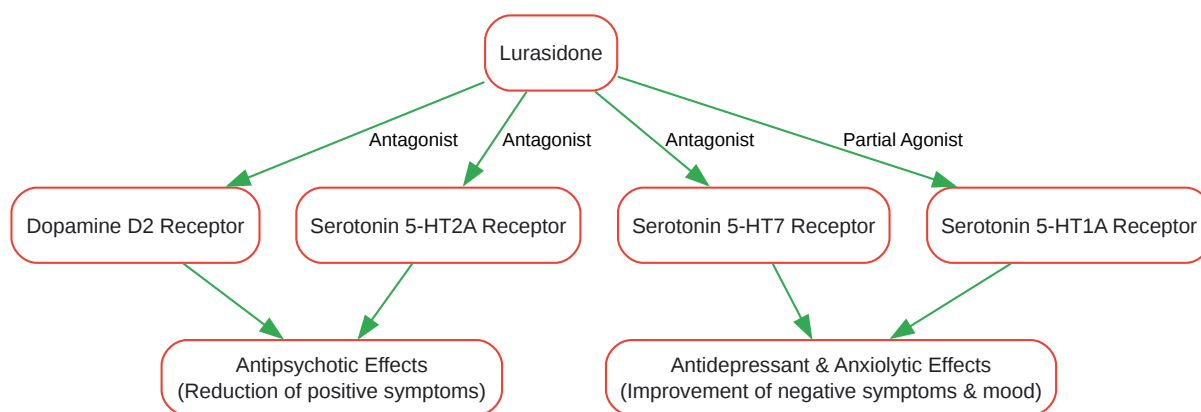 Lurasidone
Antagonist
Antagonist
Antagonist
Partial Agonist
Dopamine D2 Receptor
Serotonin 5-HT2A Receptor
Serotonin 5-HT7 Receptor
Serotonin 5-HT1A Receptor
Antipsychotic Effects
(Reduction of positive symptoms)
Antidepressant & Anxiolytic Effects
(Improvement of negative symptoms & mood)